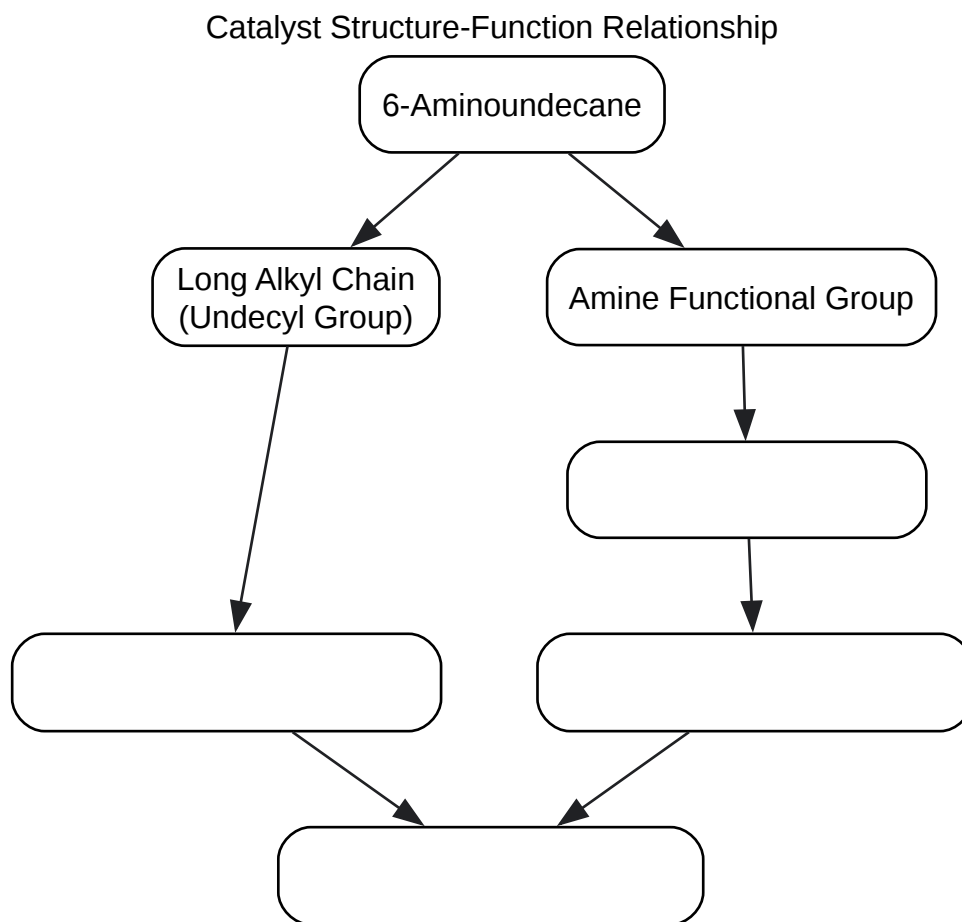 Catalyst Structure-Function Relationship
6-Aminoundecane
Long Alkyl Chain
(Undecyl Group)
Amine Functional Group